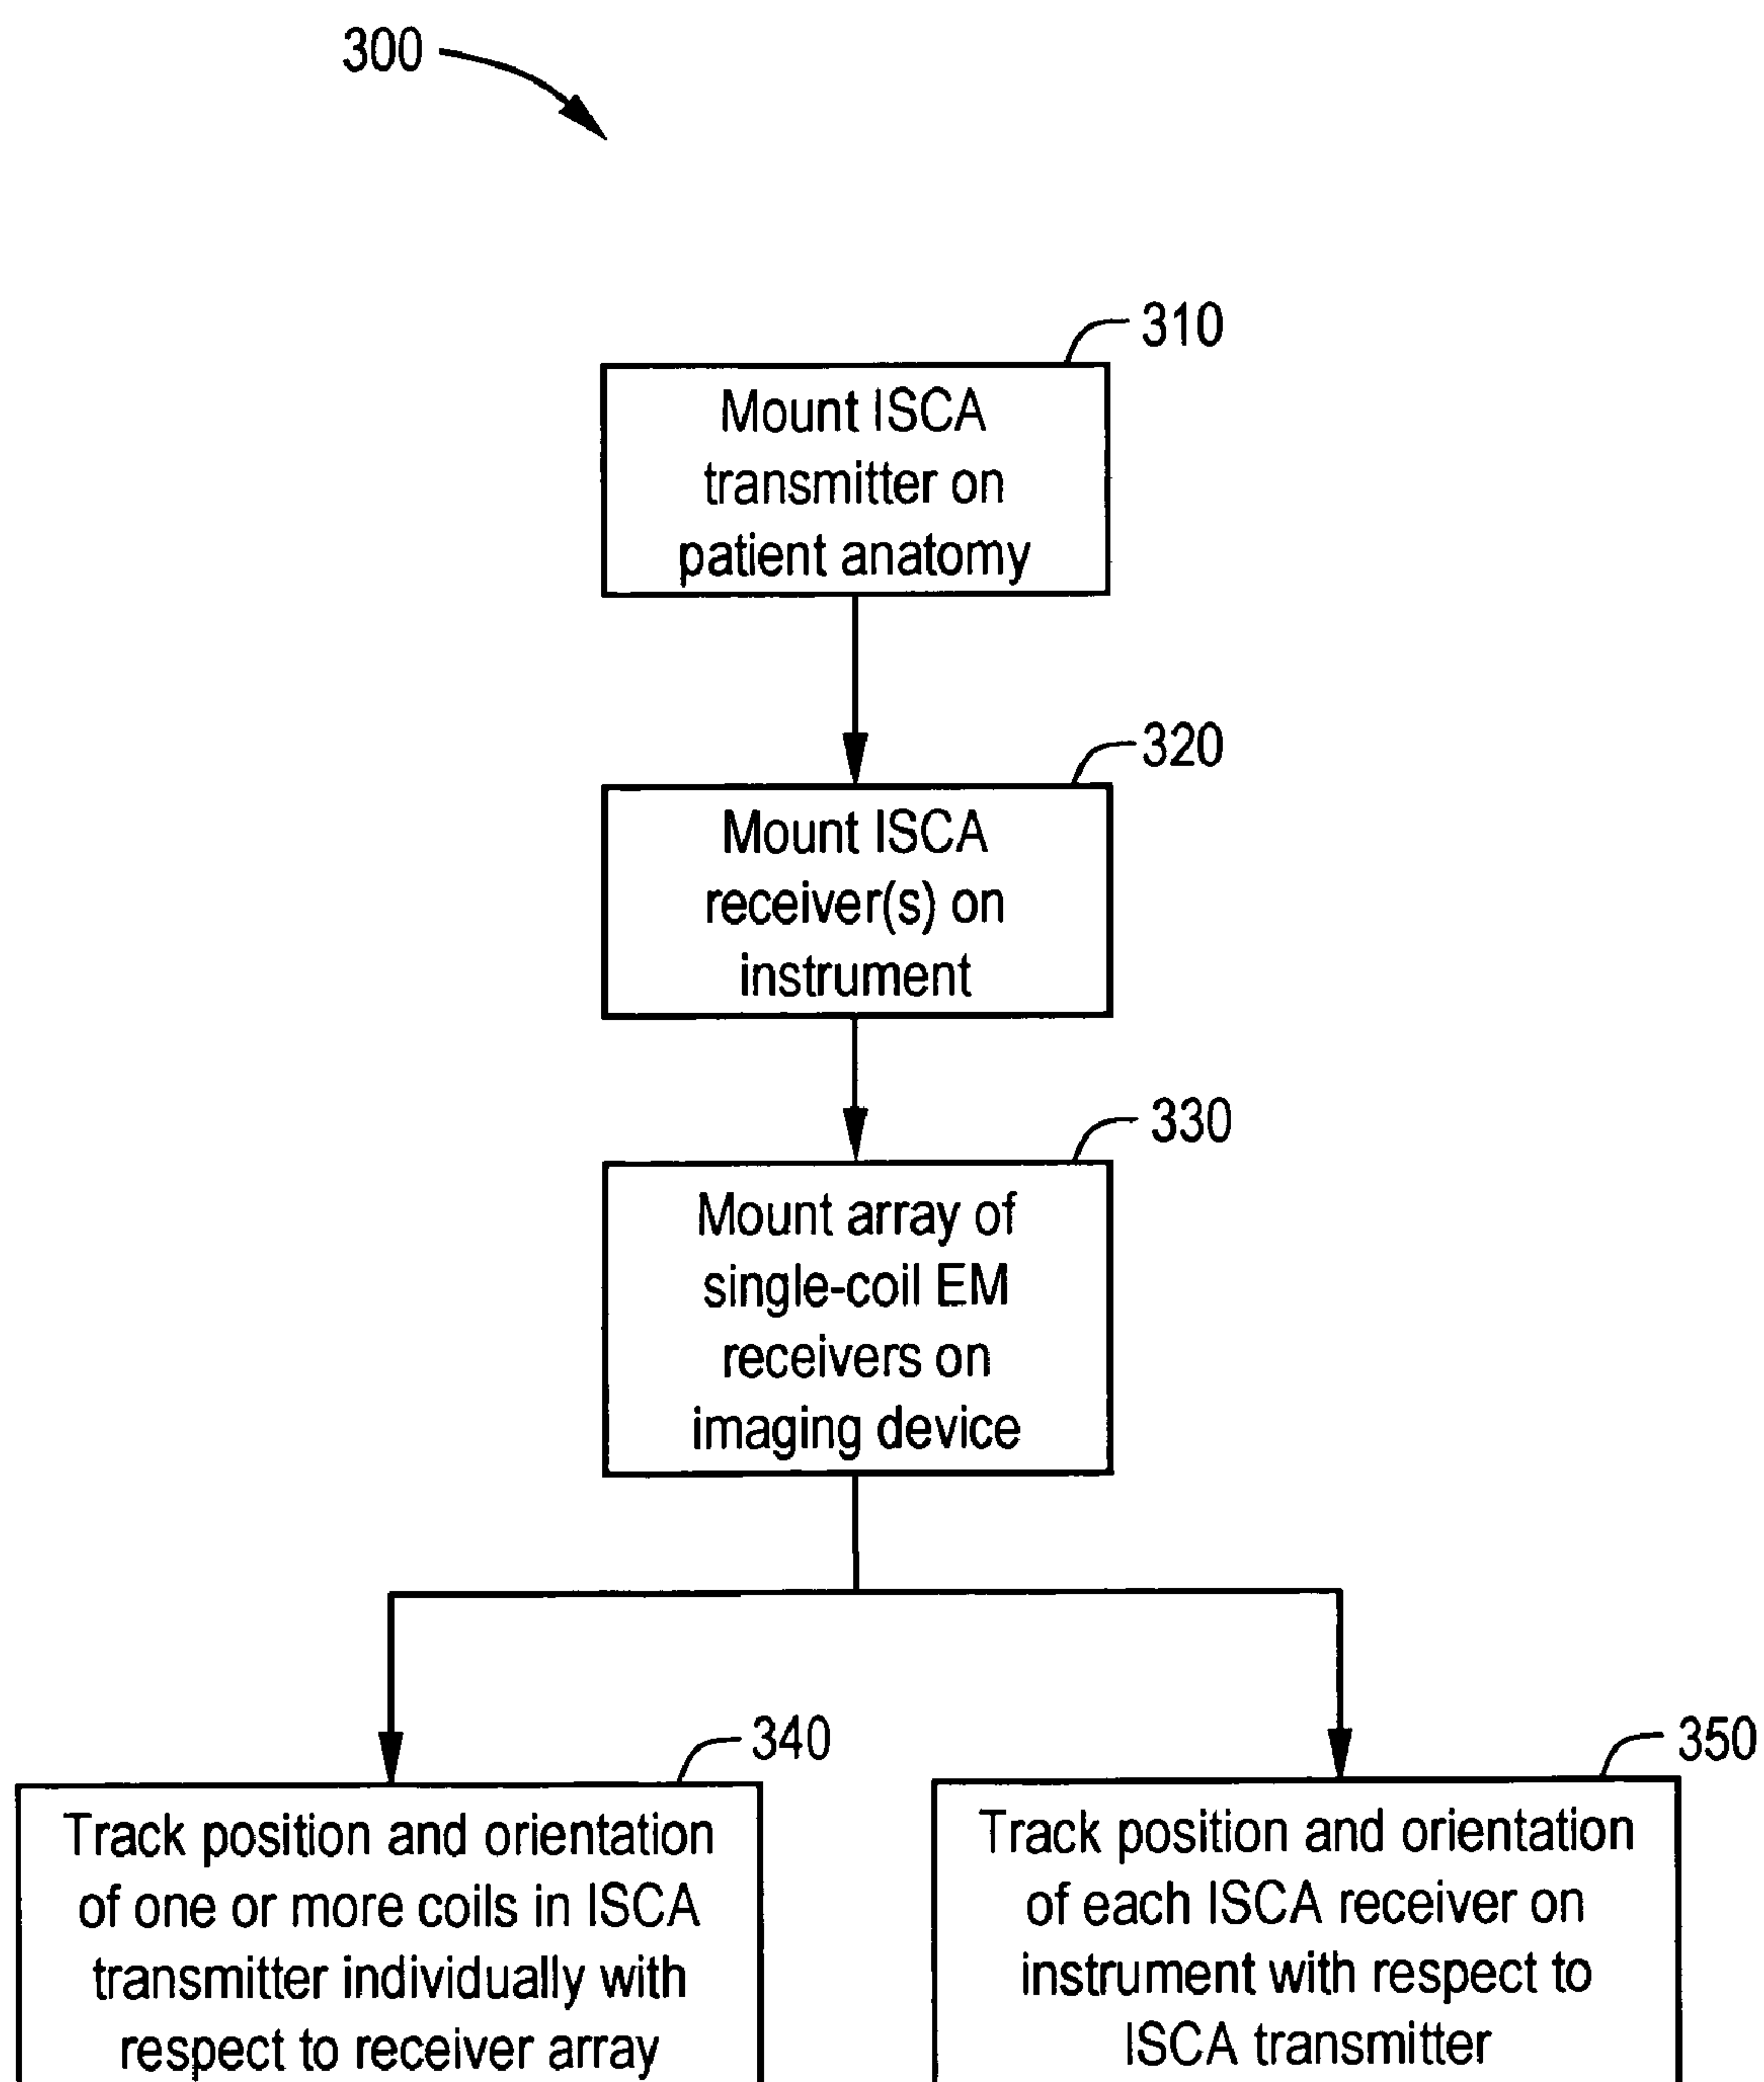 300
310
Mount ISCA
transmitter on
patient anatomy
320
Mount ISCA
receiver(s) on
instrument
330
Mount array of
single-coil EM
receivers on
imaging device
340
Track position and orientation
of one or more coils in ISCA
transmitter individually with
respect to receiver array
350
Track position and orientation
of each ISCA receiver on
instrument with respect to
ISCA transmitter